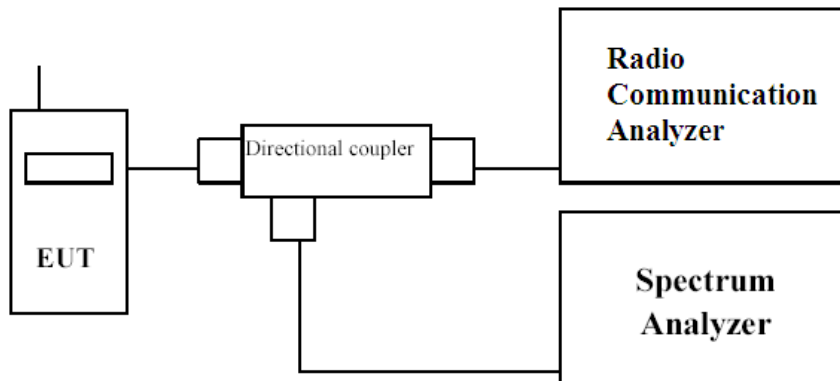 Radio
Communication
Analyzer
Directional coupler
EUT
Spectrum
Analyzer